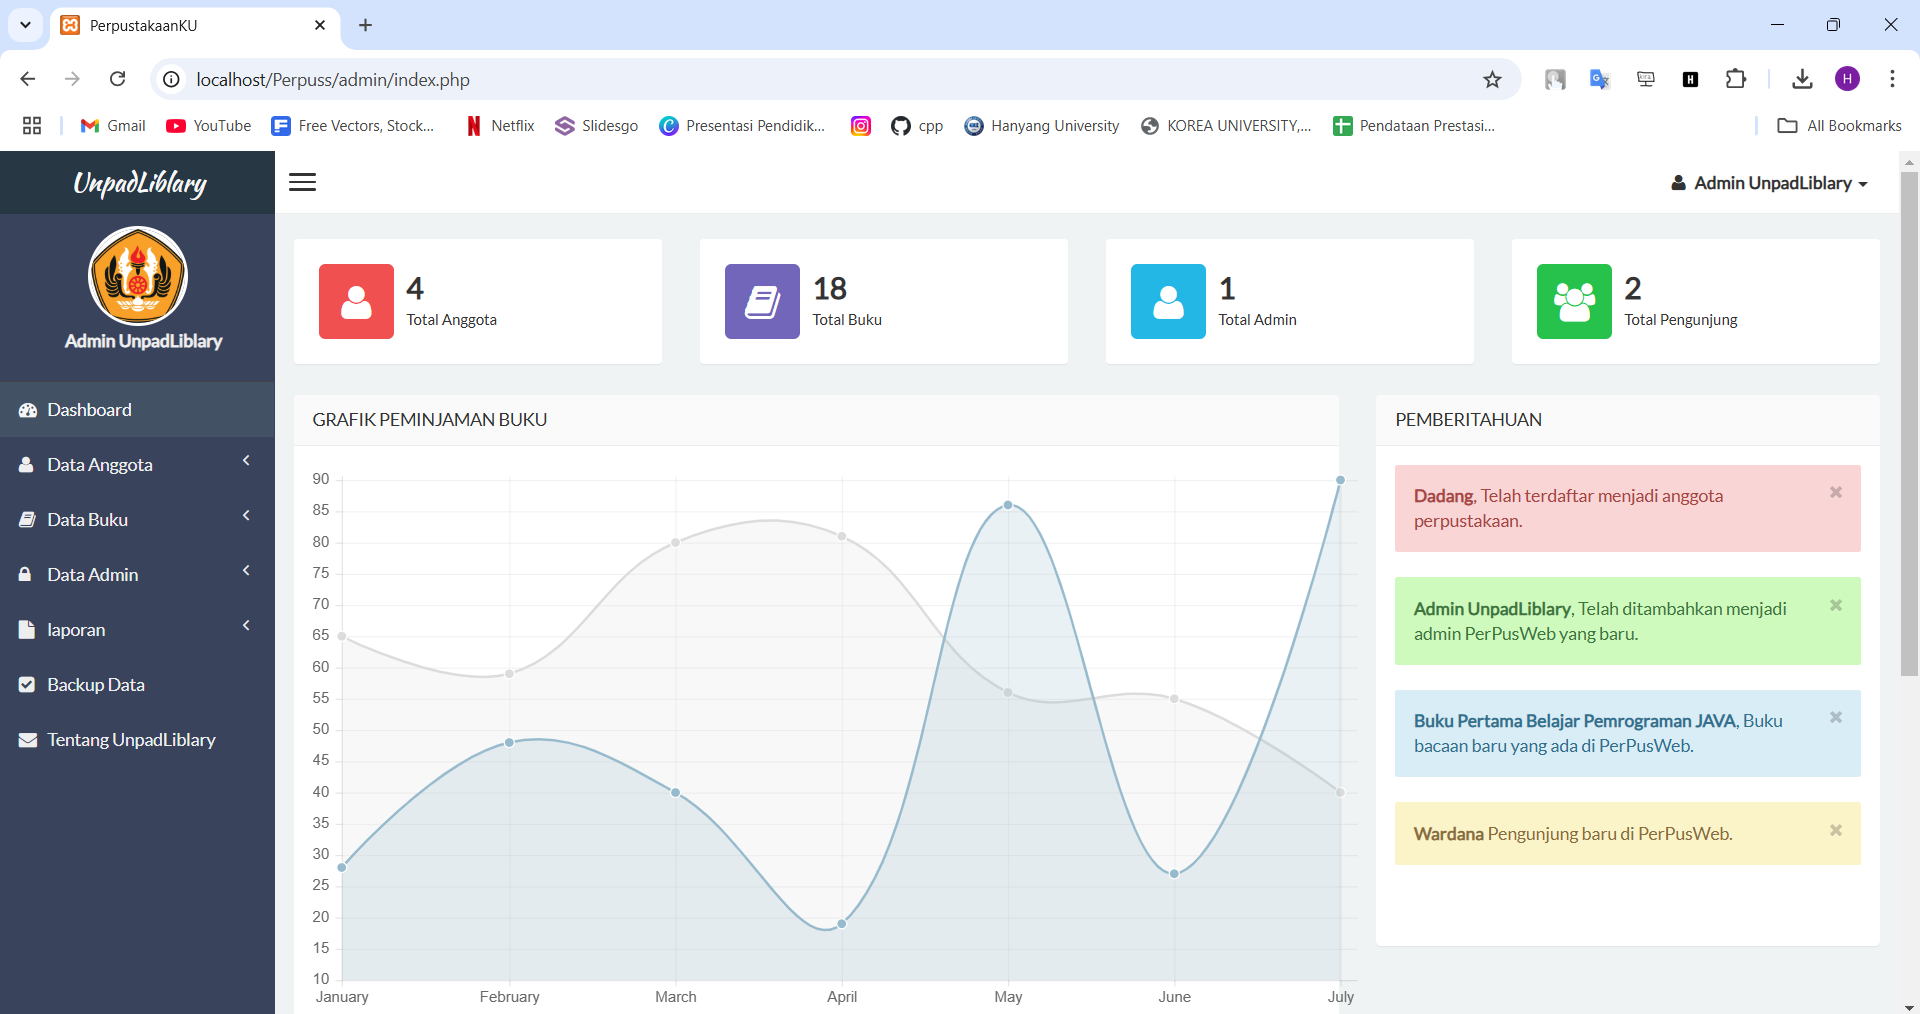 PerpustakaanKU
localhost/Perpuss/admin/index.php
H
H
Gmail
YouTube
Free Vectors, Stock...
Netflix
Slidesgo
Presentasi Pendidik...
cpp
Hanyang University
KOREA UNIVERSITY,...
Pendataan Prestasi...
All Bookmarks
UnpadLiblary
Admin UnpadLiblary
Admin UnpadLiblary
Dashboard
Data Anggota
Data Buku
Data Admin
laporan
Backup Data
Tentang UnpadLiblary
4
Total Anggota
18
Total Buku
1
Total Admin
2
Total Pengunjung
GRAFIK PEMINJAMAN BUKU
90
85
80
75
70
65
60
55
50
45
40
35
30
25
20
15
10
January February March April May June July
PEMBERITAHUAN
Dadang, Telah terdaftar menjadi anggota
perpustakaan.
Admin UnpadLiblary, Telah ditambahkan menjadi
admin PerPusWeb yang baru.
Buku Pertama Belajar Pemrograman JAVA, Buku
bacaan baru yang ada di PerPusWeb.
Wardana Pengunjung baru di PerPusWeb.